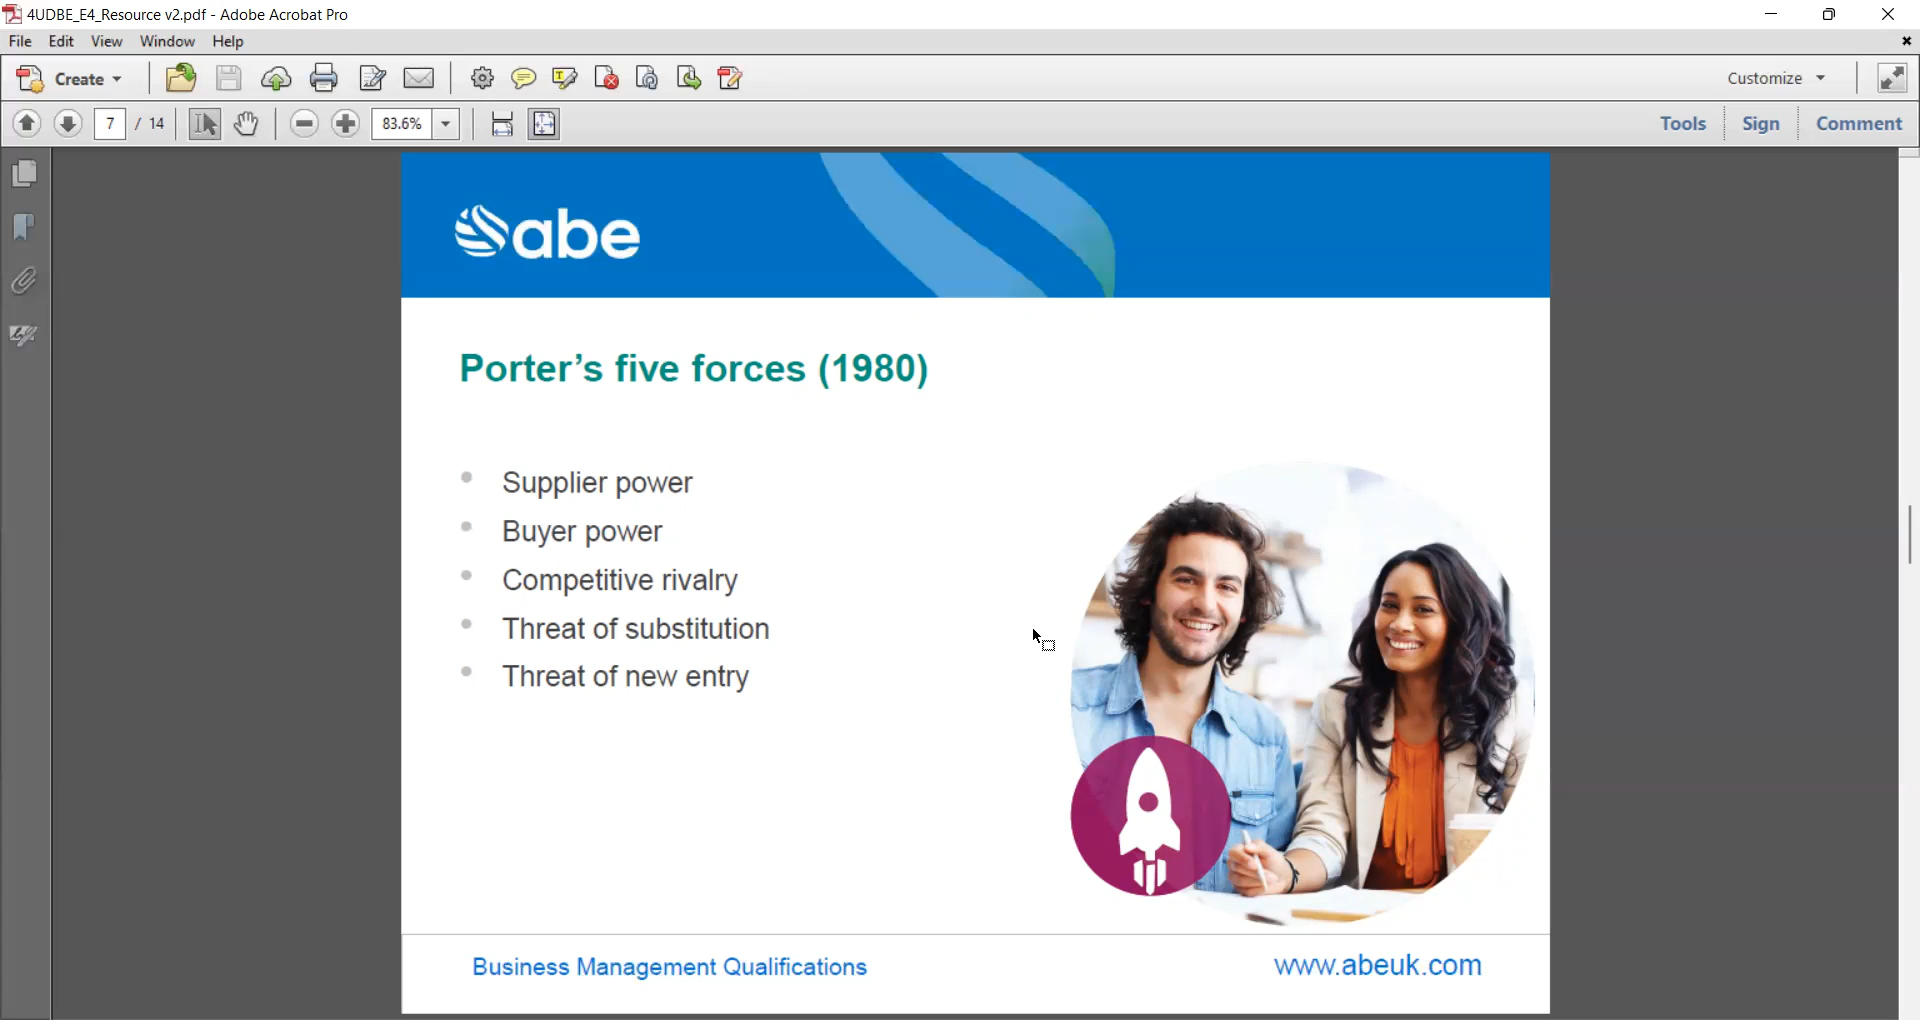 4UDBE_E4_Resource v2.pdf - Adobe Acrobat Pro
File Edit View Window Help
Create Customize
7 / 14 83.6% Tools Sign Comment
abe
Porter’s five forces (1980)
Supplier power
Buyer power
Competitive rivalry
Threat of substitution
Threat of new entry
Business Management Qualifications www.abeuk.com